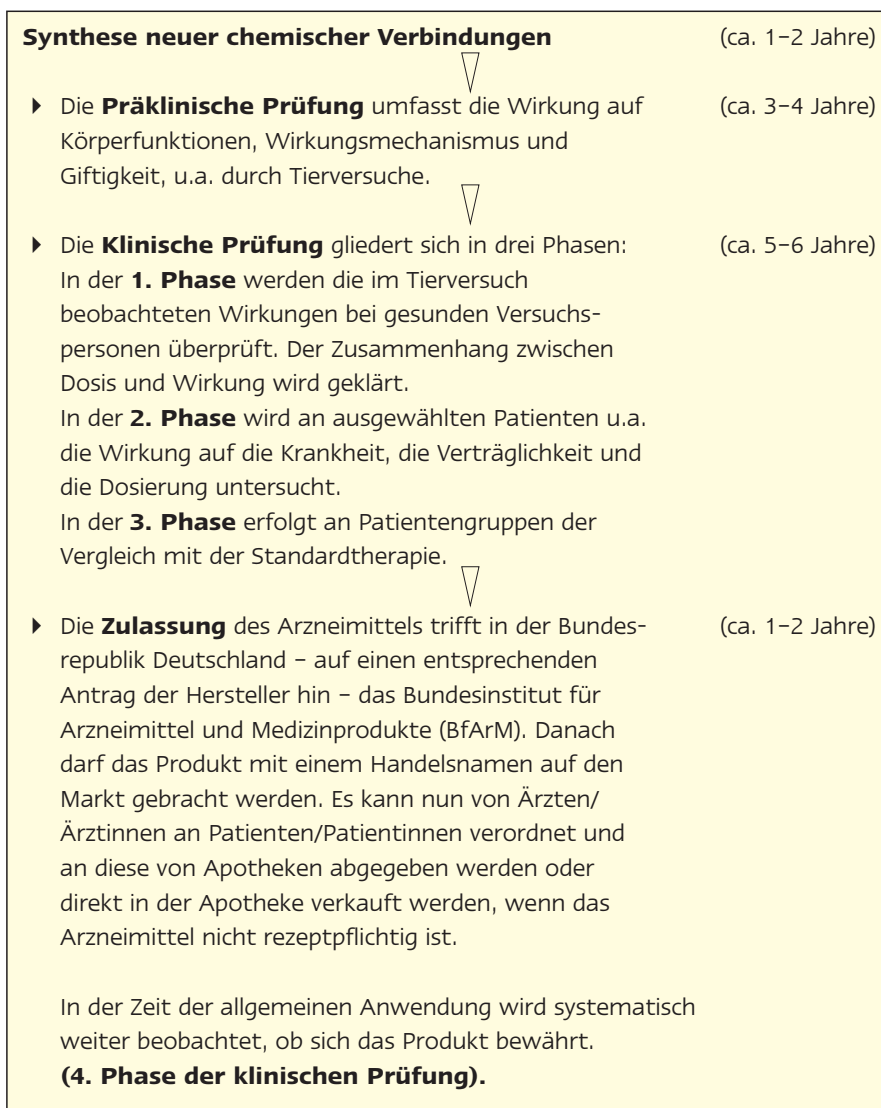 Synthese neuer chemischer Verbindungen (ca. 1–2 Jahre)
Die Präklinische Prüfung umfasst die Wirkung auf (ca. 3–4 Jahre)
Körperfunktionen, Wirkungsmechanismus und
Giftigkeit, u.a. durch Tierversuche.
Die Klinische Prüfung gliedert sich in drei Phasen: (ca. 5–6 Jahre)
In der 1. Phase werden die im Tierversuch
beobachteten Wirkungen bei gesunden Versuchs-
personen überprüft. Der Zusammenhang zwischen
Dosis und Wirkung wird geklärt.
In der 2. Phase wird an ausgewählten Patienten u.a.
die Wirkung auf die Krankheit, die Verträglichkeit und
die Dosierung untersucht.
In der 3. Phase erfolgt an Patientengruppen der
Vergleich mit der Standardtherapie.
Die Zulassung des Arzneimittels trifft in der Bundes- (ca. 1–2 Jahre)
republik Deutschland – auf einen entsprechenden
Antrag der Hersteller hin – das Bundesinstitut für
Arzneimittel und Medizinprodukte (BfArM). Danach
darf das Produkt mit einem Handelsnamen auf den
Markt gebracht werden. Es kann nun von Ärzten/
Ärztinnen an Patienten/Patientinnen verordnet und
an diese von Apotheken abgegeben werden oder
direkt in der Apotheke verkauft werden, wenn das
Arzneimittel nicht rezeptpflichtig ist.
In der Zeit der allgemeinen Anwendung wird systematisch
weiter beobachtet, ob sich das Produkt bewährt.
(4. Phase der klinischen Prüfung).